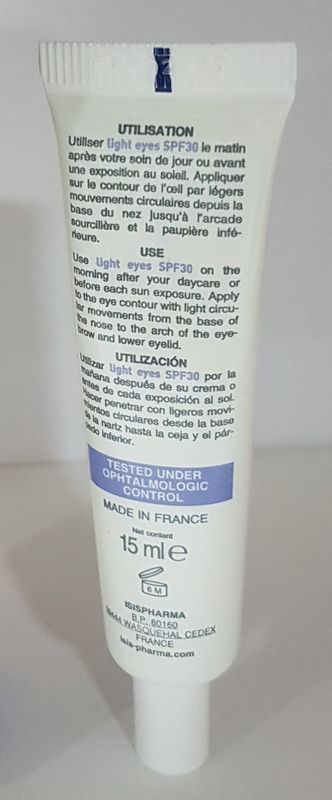 UTILISATION
Utiliser light eyes SPF30 le matin
après votre soin de jour ou avant
une exposition au soleil. Appliquer
sur le contour de l'œil par légers
mouvements circulaires depuis la
base du nez jusqu'à l'arcade
sourcilière et la paupière infé-
rieure.
USE
Use light eyes SPF30 on the
morning after your daycare or
before each sun exposure. Apply
to the eye contour with light circu-
lar movements from the base of
the nose to the arch of the eye-
brow and lower eyelid.
UTILIZACIÓN
Utilizar light eyes SPF30 por la
mañana después de su crema o
antes de cada exposición al sol.
Hacer penetrar con ligeros movi-
mientos circulares desde la base
de la nariz hasta la ceja y el pár-
pado inferior.
TESTED UNDER
OPHTALMOLOGIC
CONTROL
MADE IN FRANCE
Net content
15 ml e
6 M
ISISPHARMA
B.P. 60160
WASQUEHAL CEDEX
FRANCE
isis-pharma.com